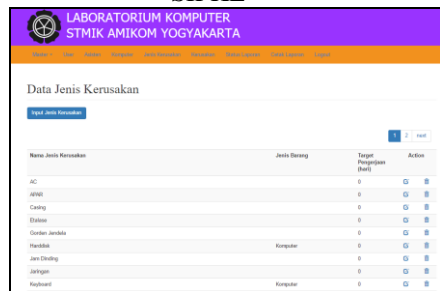 LABORATORIUM KOMPUTER
STMIK AMIKOM YOGYAKARTA
Data Jenis Kerusakan
Input Jenis Kerusakan
1 2 next
Nama Jenis Kerusakan Jenis Barang Target Pengerjaan (hari) Action
AC 0
APAR 0
Casing 0
Etalase 0
Gorden Jendela 0
Harddisk Komputer 0
Jam Dinding 0
Jaringan 0
Keyboard Komputer 0